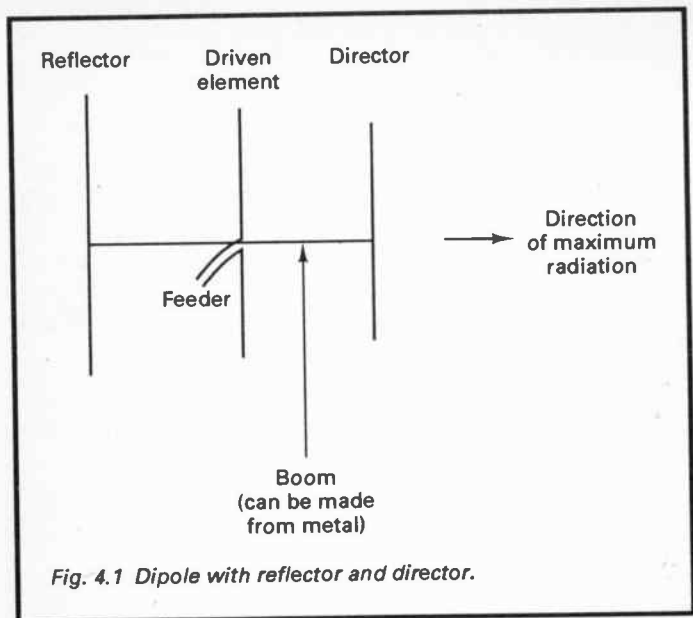 Reflector
Driven
element
Director
Direction
of maximum
radiation
Feeder
Boom
(can be made
from metal)
Fig. 4.1 Dipole with reflector and director.